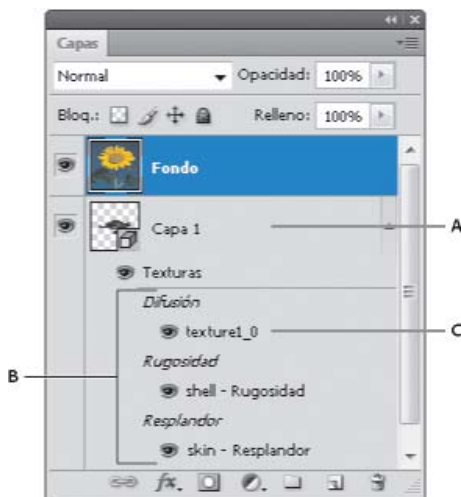 Capas
Normal Opacidad: 100%
Bloq.: Relleno: 100%
Fondo
Capa 1
A
Texturas
Difusión
texture1_0
C
Rugosidad
B
shell - Rugosidad
Resplandor
skin - Resplandor
fx.